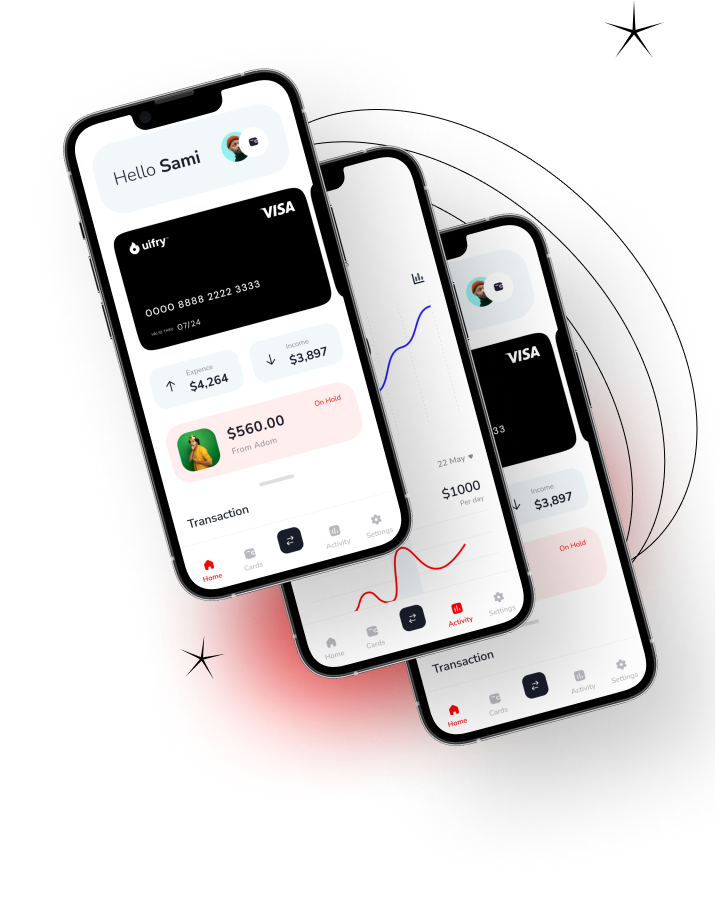 Hello Sami
VISA
uifry™
0000 8888 2222 3333
VALID THRU 07/24
Expence
$4,264
Income
$3,897
On Hold
$560.00
From Adom
Transaction
Home
Cards
Activity
Settings
22 May
$1000
Per day
Home
Cards
Activity
Settings
VISA
33
Income
$3,897
On Hold
Transaction
Home
Cards
Activity
Settings